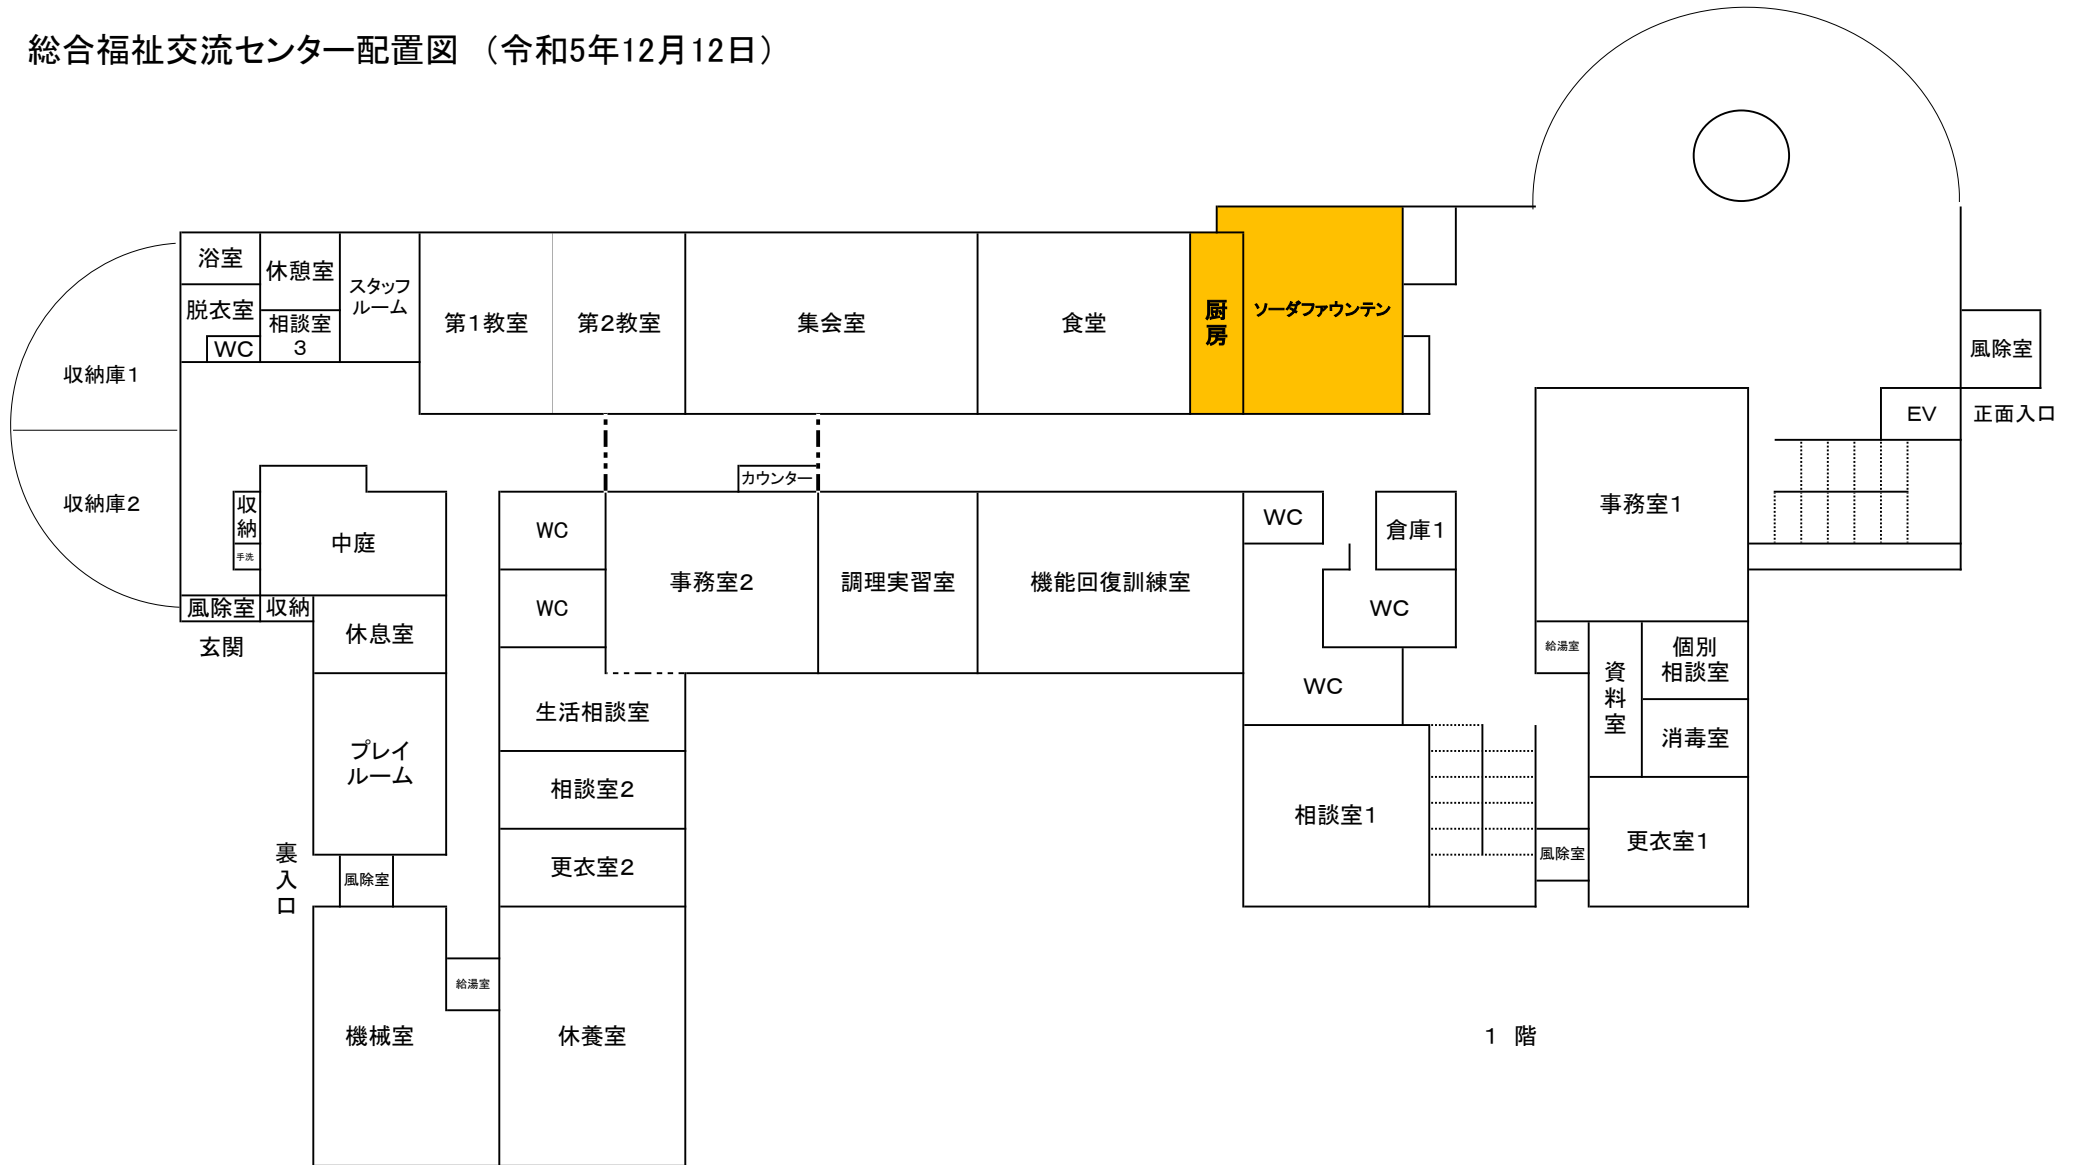 総合福祉交流センター配置図 （令和5年12月12日）
浴室
休憩室
スタッフ
ルーム
脱衣室
相談室
3
WC
第1教室
第2教室
集会室
食堂
厨
房
ソーダファウンテン
風除室
収納庫1
EV
正面入口
収納庫2
カウンター
収
納
手洗
中庭
WC
WC
事務室2
調理実習室
機能回復訓練室
WC
倉庫1
WC
WC
事務室1
風除室
収納
玄関
休息室
給湯室
資
料
室
個別
相談室
消毒室
プレイ
ルーム
生活相談室
相談室2
更衣室2
相談室1
風除室
更衣室1
裏
入
口
風除室
給湯室
機械室
休養室
1 階